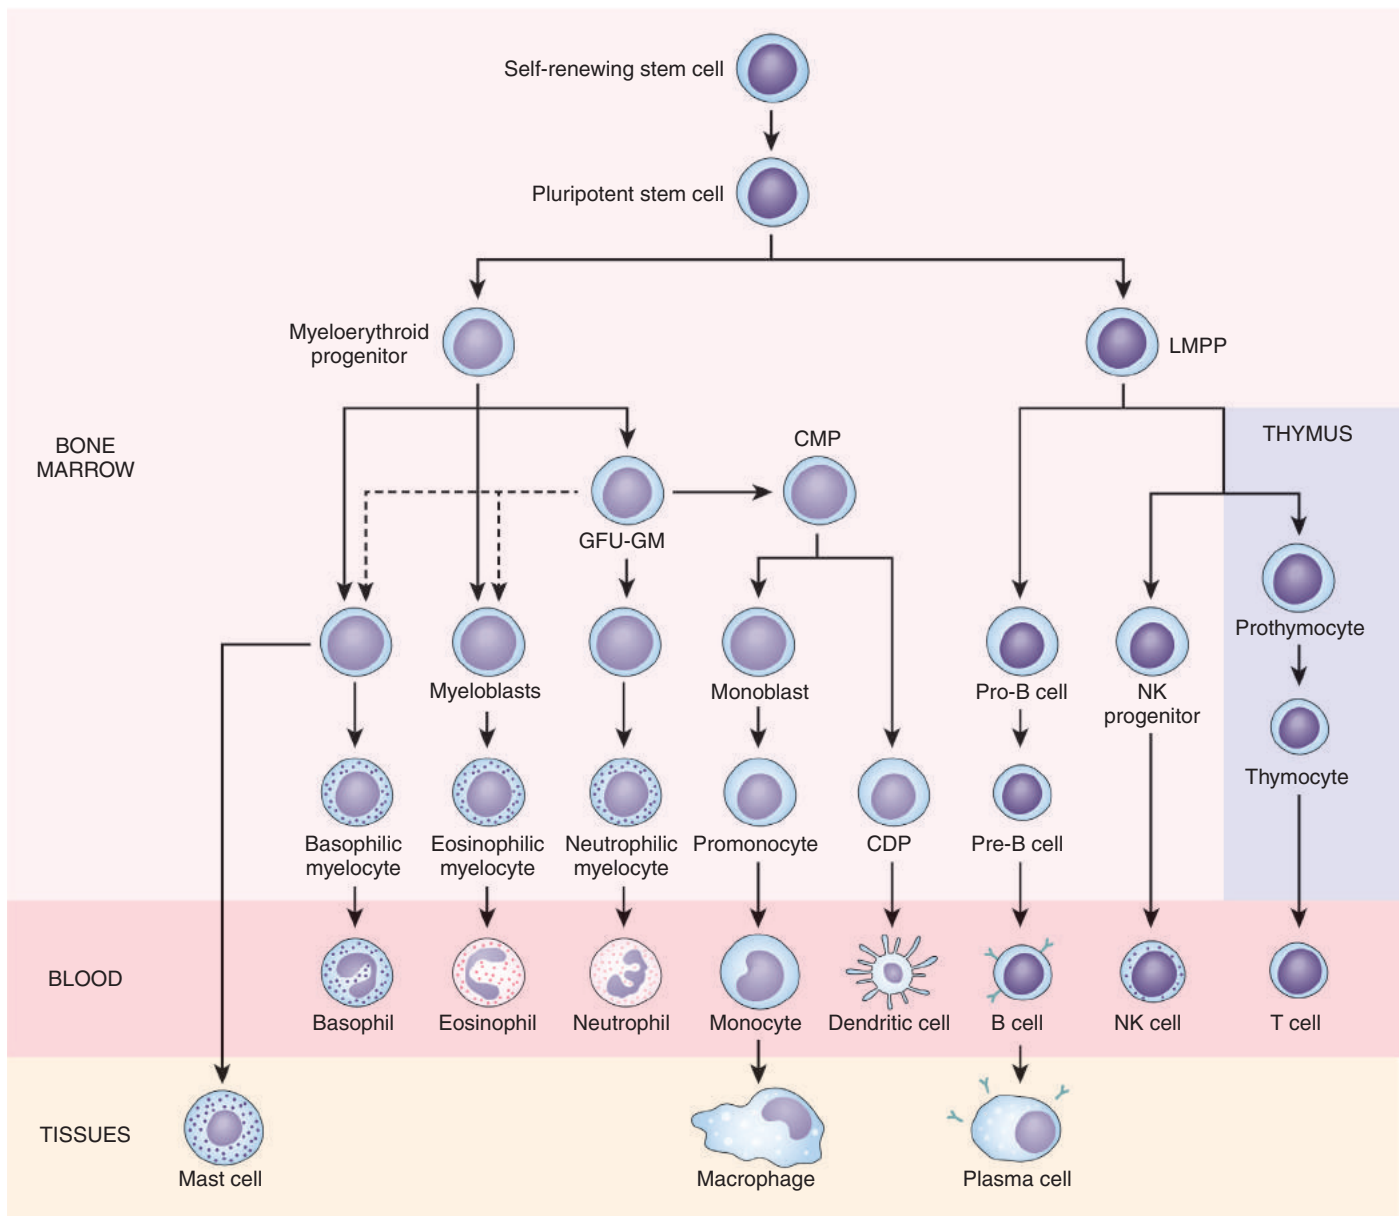 Self-renewing stem cell
Pluripotent stem cell
Myeloerythroid
progenitor
LMPP
BONE
MARROW
THYMUS
CMP
GFU-GM
Prothymocyte
Myeloblasts
Monoblast
Pro-B cell
NK
progenitor
Thymocyte
Basophilic
myelocyte
Eosinophilic
myelocyte
Neutrophilic
myelocyte
Promonocyte
CDP
Pre-B cell
BLOOD
Basophil
Eosinophil
Neutrophil
Monocyte
Dendritic cell
B cell
NK cell
T cell
TISSUES
Mast cell
Macrophage
Plasma cell